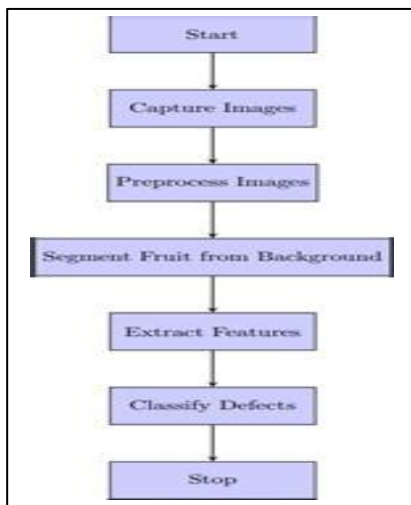 Start
Capture Images
Preprocess Images
Segment Fruit from Background
Extract Features
Classify Defects
Stop